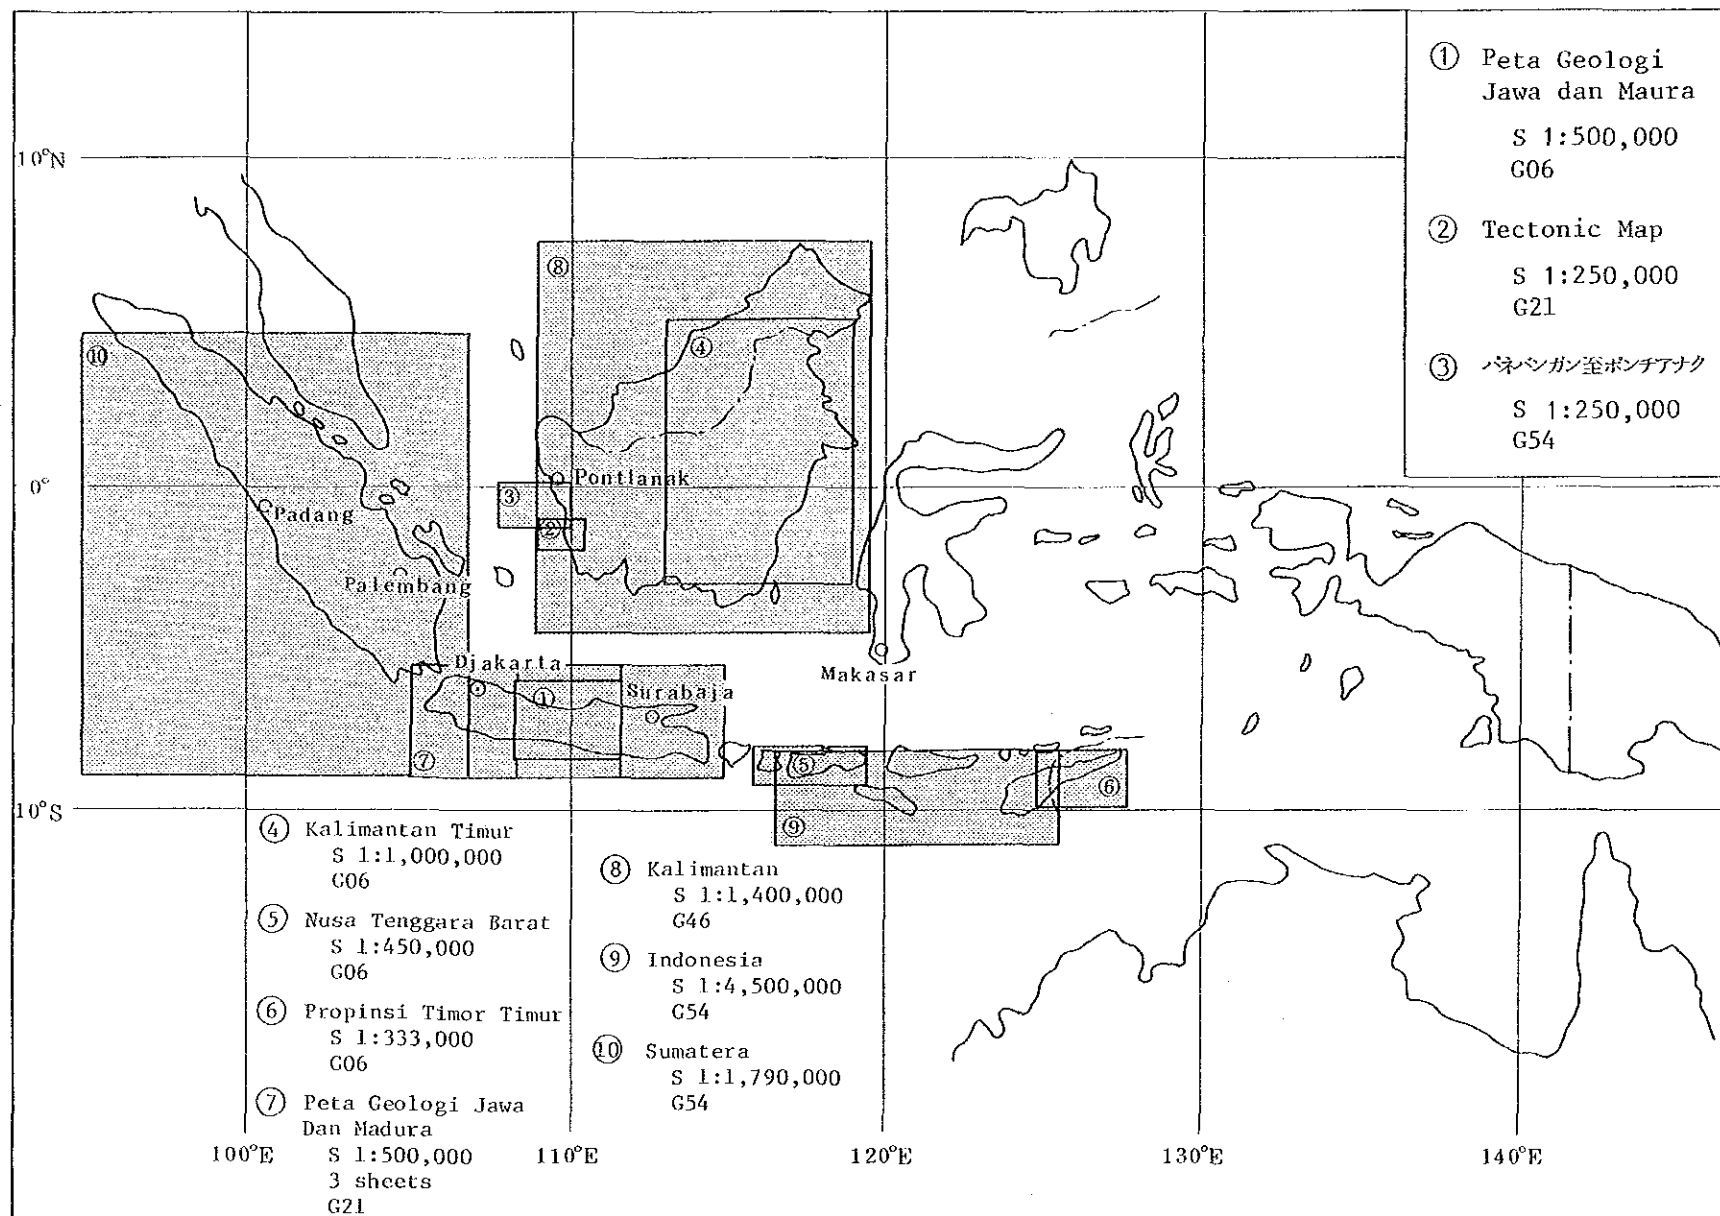 ① Peta Geologi
Jawa dan Maura
S 1:500,000
G06
② Tectonic Map
S 1:250,000
G21
③ パネバンガン至ポンチアナク
S 1:250,000
G54
10°N
0°
10°S
⑧
④
⑩
③
Pontlanak
②
Padang
Palembang
Djakarta
①
Surabaja
Makasar
⑦
⑤
⑥
⑨
④ Kalimantan Timur
S 1:1,000,000
G06
⑤ Nusa Tenggara Barat
S 1:450,000
G06
⑥ Propinsi Timor Timur
S 1:333,000
G06
⑦ Peta Geologi Jawa
Dan Madura
S 1:500,000
3 sheets
G21
⑧ Kalimantan
S 1:1,400,000
G46
⑨ Indonesia
S 1:4,500,000
G54
⑩ Sumatera
S 1:1,790,000
G54
100°E
110°E
120°E
130°E
140°E